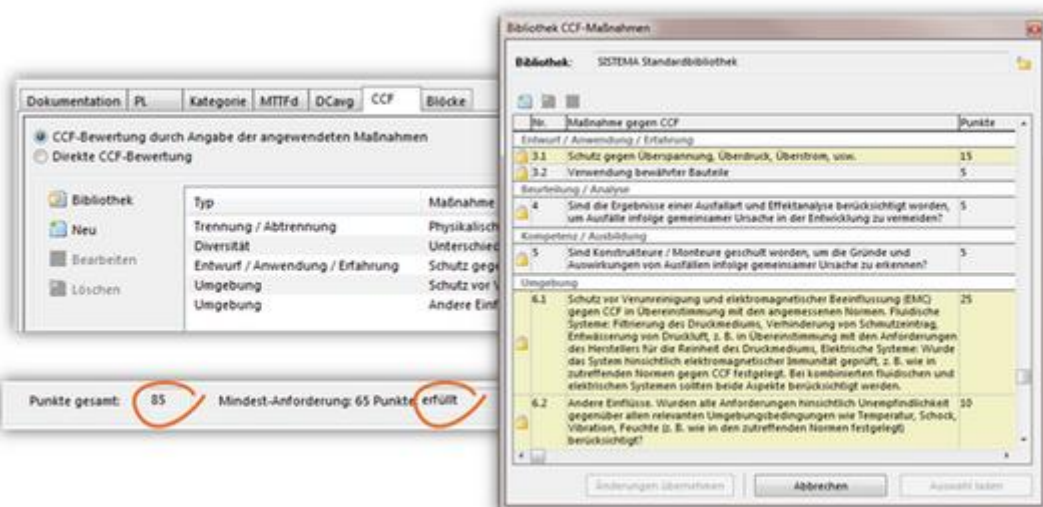 Dokumentation PL Kategorie MTTFd DCavg CCF Blöcke
CCF-Bewertung durch Angabe der angewendeten Maßnahmen
Direkte CCF-Bewertung
Bibliothek
Neu
Bearbeiten
Löschen
Typ Maßnahme
Trennung / Abtrennung Physikalisch
Diversität Unterschied
Entwurf / Anwendung / Erfahrung Schutz gege
Umgebung Schutz vor V
Umgebung Andere Einf
Punkte gesamt: 85 Mindest-Anforderung: 65 Punkte erfüllt
Bibliothek CCF-Maßnahmen
Bibliothek: SISTEMA Standardbibliothek
Nr. Maßnahme gegen CCF Punkte
Entwurf / Anwendung / Erfahrung
3.1 Schutz gegen Überspannung, Überdruck, Überstrom, usw. 15
3.2 Verwendung bewährter Bauteile 5
Beurteilung / Analyse
4 Sind die Ergebnisse einer Ausfallart und Effektanalyse berücksichtigt worden, 5
um Ausfälle infolge gemeinsamer Ursache in der Entwicklung zu vermeiden?
Kompetenz / Ausbildung
5 Sind Konstrukteure / Monteure geschult worden, um die Gründe und 5
Auswirkungen von Ausfällen infolge gemeinsamer Ursache zu erkennen?
Umgebung
6.1 Schutz vor Verunreinigung und elektromagnetischer Beeinflussung (EMC) 25
gegen CCF in Übereinstimmung mit den angemessenen Normen. Fluidische
Systeme: Filtrierung des Druckmediums, Verhinderung von Schmutzeintrag,
Entwässerung von Druckluft, z. B. in Übereinstimmung mit den Anforderungen
des Herstellers für die Reinheit des Druckmediums, Elektrische Systeme: Wurde
das System hinsichtlich elektromagnetischer Immunität geprüft, z. B. wie in
zutreffenden Normen gegen CCF festgelegt. Bei kombinierten fluidischen und
elektrischen Systemen sollten beide Aspekte berücksichtigt werden.
6.2 Andere Einflüsse. Wurden alle Anforderungen hinsichtlich Unempfindlichkeit 10
gegenüber allen relevanten Umgebungsbedingungen wie Temperatur, Schock,
Vibration, Feuchte (z. B. wie in den zutreffenden Normen festgelegt)
berücksichtigt?
Änderungen übernehmen Abbrechen Auswahl laden